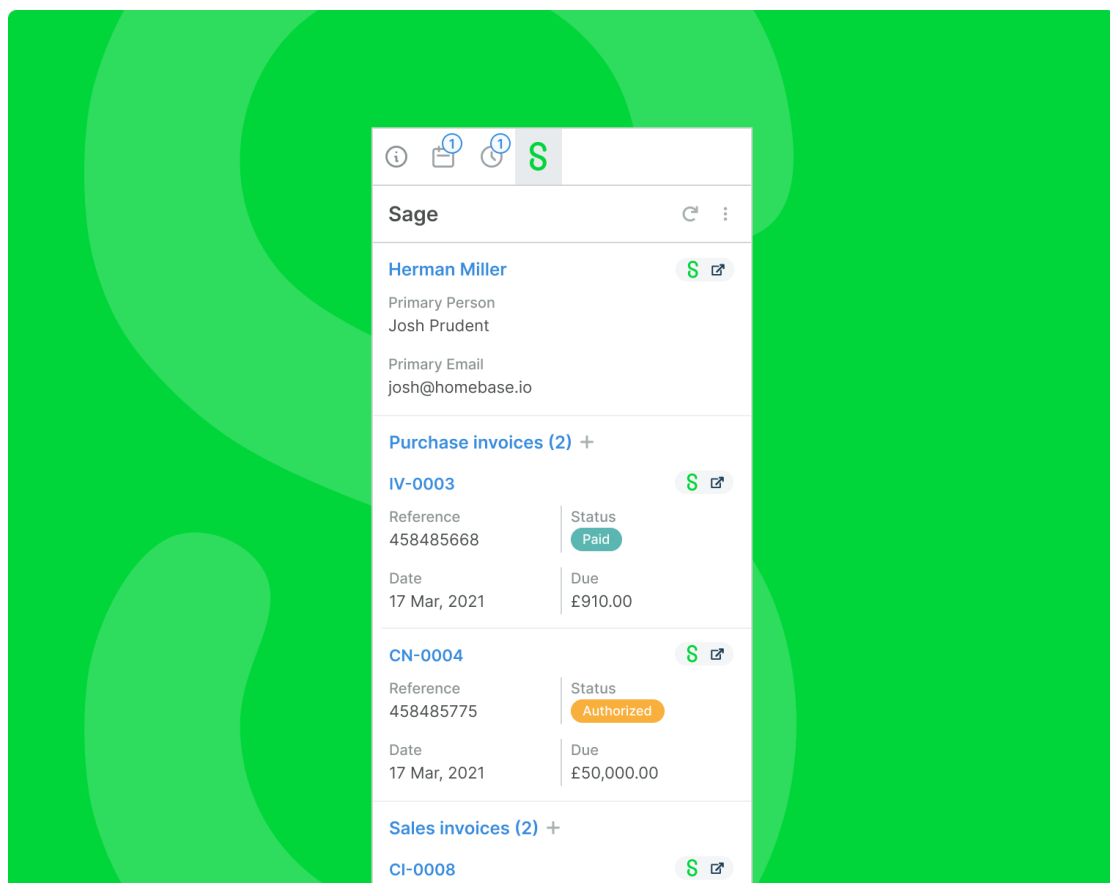 1 1
Sage
Herman Miller
Primary Person
Josh Prudent
Primary Email
josh@homebase.io
Purchase invoices (2) +
IV-0003
Reference Status
458485668 Paid
Date Due
17 Mar, 2021 £910.00
CN-0004
Reference Status
458485775 Authorized
Date Due
17 Mar, 2021 £50,000.00
Sales invoices (2) +
CI-0008